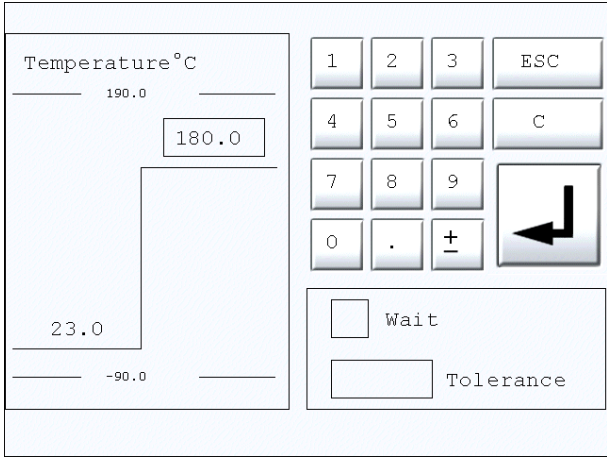 Temperature°C
190.0
180.0
23.0
-90.0
1 2 3 ESC
4 5 6 C
7 8 9
0 . ±
Wait
Tolerance